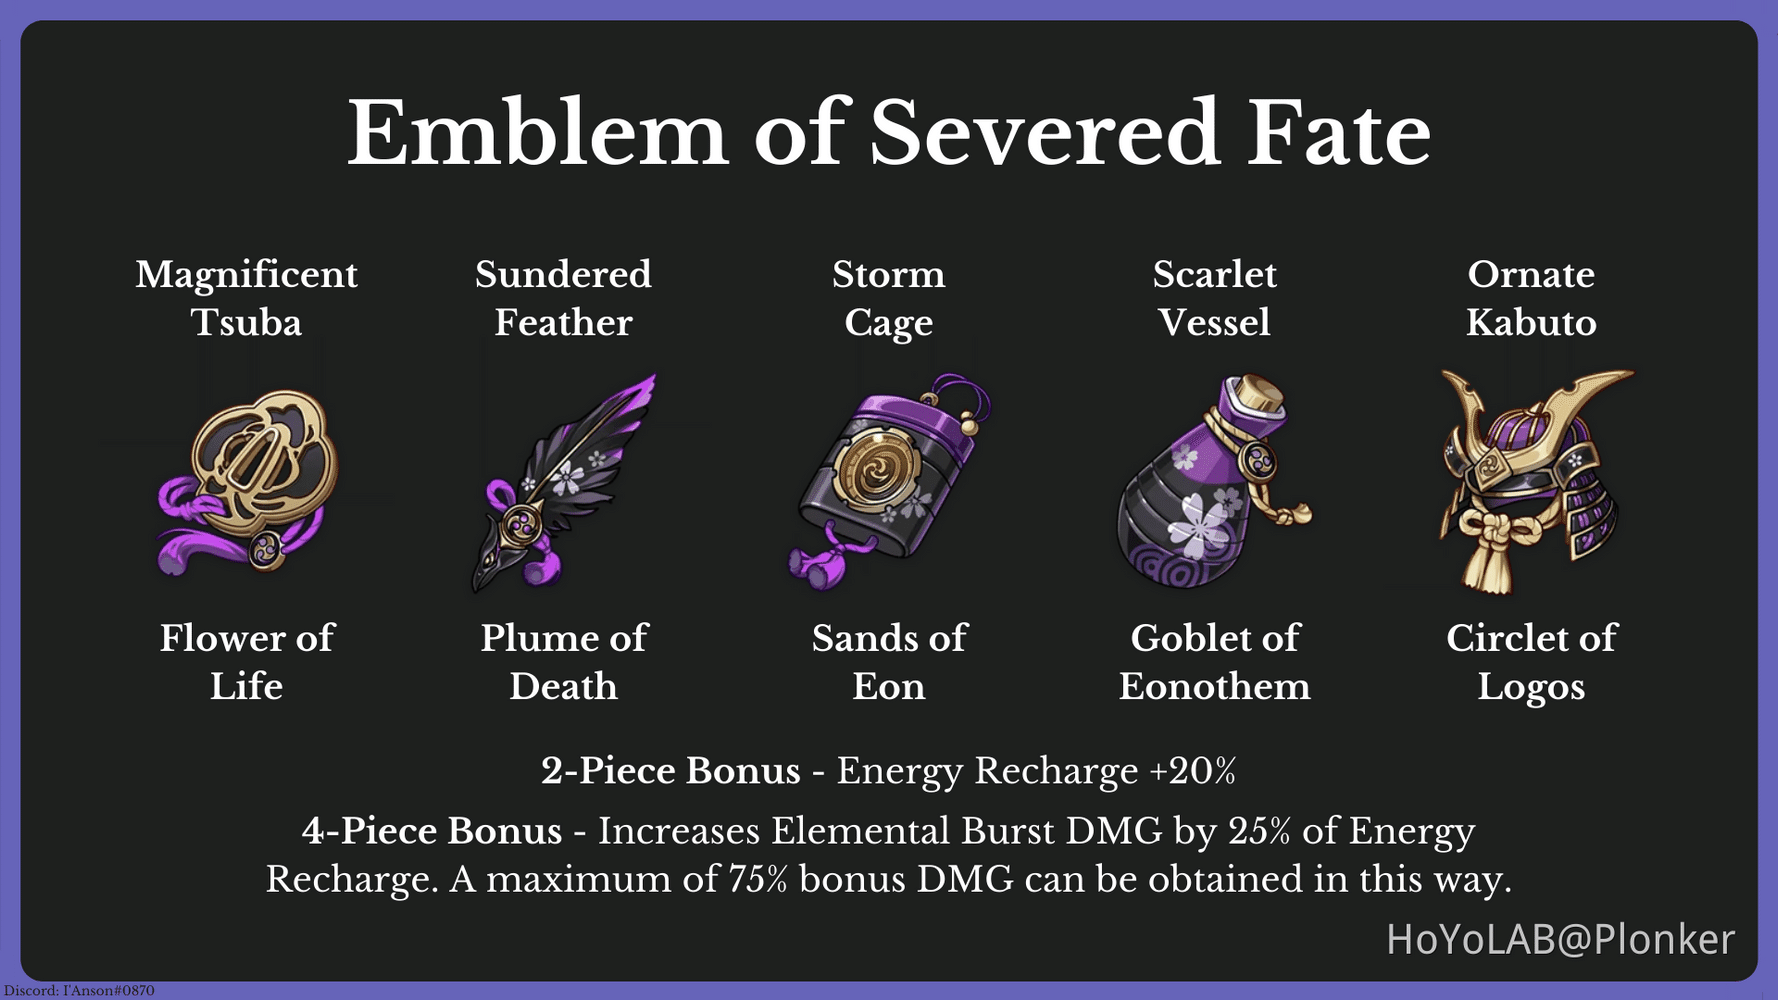 Emblem of Severed Fate
Magnificent
Tsuba
Sundered
Feather
Storm
Cage
Scarlet
Vessel
Ornate
Kabuto
Flower of
Life
Plume of
Death
Sands of
Eon
Goblet of
Eonothem
Circlet of
Logos
2-Piece Bonus - Energy Recharge +20%
4-Piece Bonus - Increases Elemental Burst DMG by 25% of Energy
Recharge. A maximum of 75% bonus DMG can be obtained in this way.
HoYoLAB@Plonker
Discord: I'Anson#0870